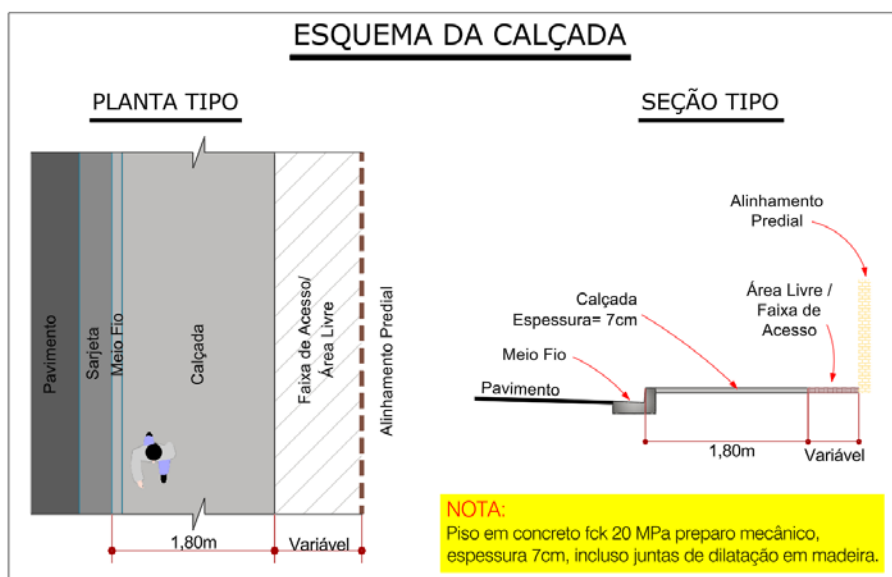 ESQUEMA DA CALÇADA
PLANTA TIPO
Pavimento
Sarjeta
Meio Fio
Calçada
Faixa de Acesso/
Área Livre
Alinhamento Predial
1,80m
Variável
SEÇÃO TIPO
Alinhamento
Predial
Área Livre /
Faixa de
Acesso
Calçada
Espessura= 7cm
Meio Fio
Pavimento
1,80m
Variável
NOTA:
Piso em concreto fck 20 MPa preparo mecânico,
espessura 7cm, incluso juntas de dilatação em madeira.